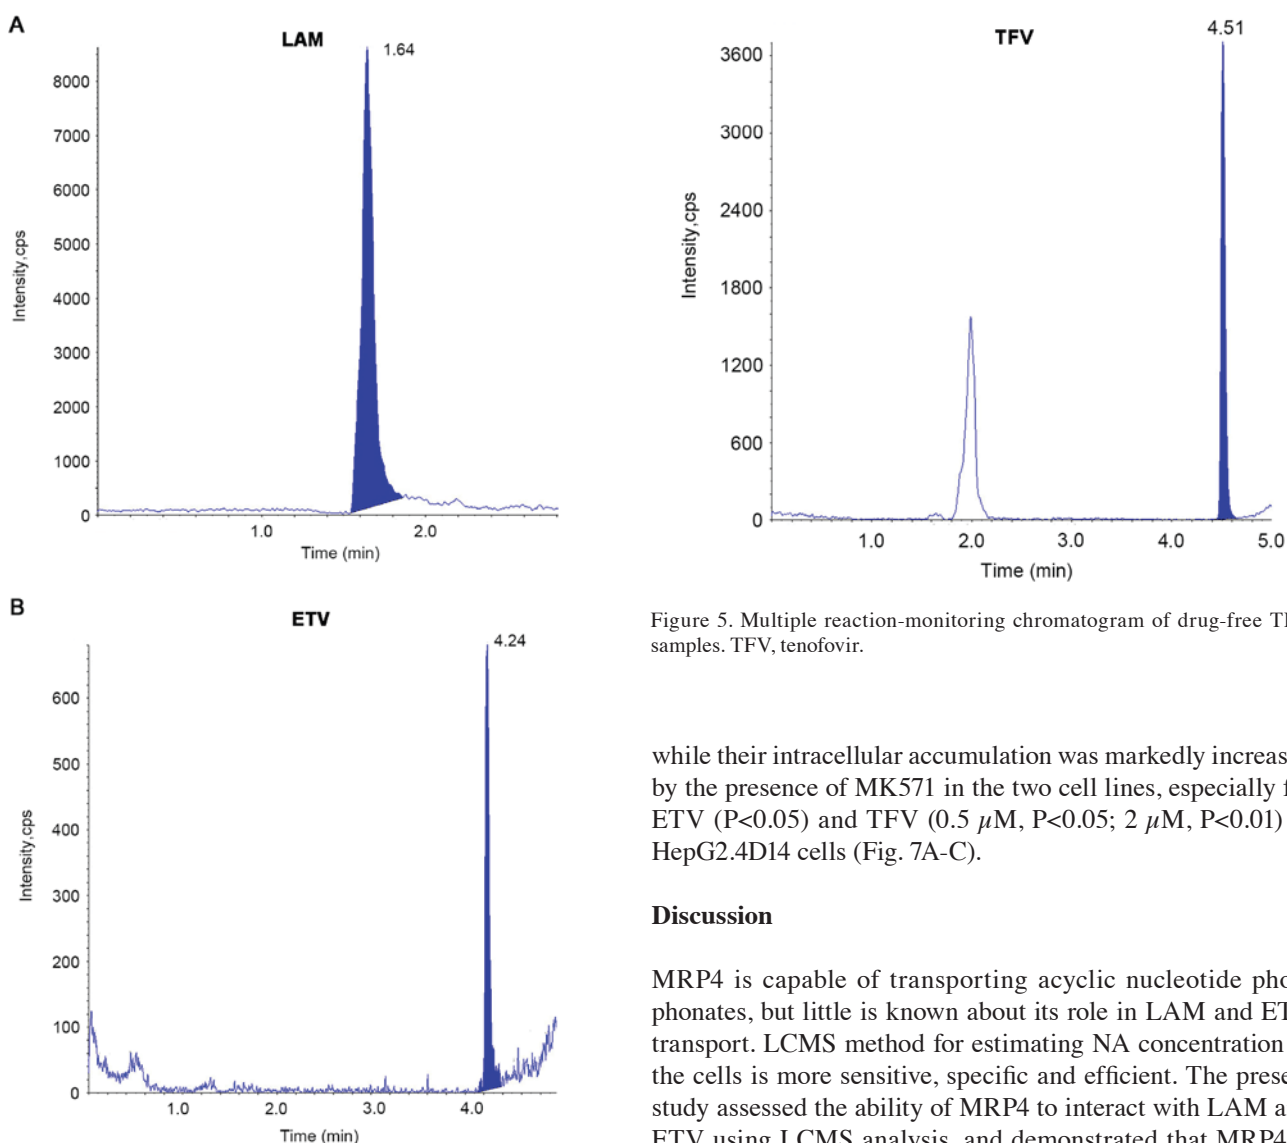 A
LAM
1.64
8000
7000
6000
5000
4000
3000
2000
1000
0
Intensity,cps
1.0
2.0
Time (min)
B
ETV
4.24
600
500
400
300
200
100
0
Intensity,cps
1.0
2.0
3.0
4.0
Time (min)
TFV
4.51
3600
3000
2400
1800
1200
600
0
Intensity,cps
1.0
2.0
3.0
4.0
5.0
Time (min)
Figure 5. Multiple reaction-monitoring chromatogram of drug-free
samples. TFV, tenofovir.
while their intracellular accumulation was markedly
by the presence of MK571 in the two cell lines, especially
ETV (P<0.05) and TFV (0.5 µM, P<0.05; 2 µM, P<0.01)
HepG2.4D14 cells (Fig. 7A-C).
Discussion
MRP4 is capable of transporting acyclic nucleotide
phonates, but little is known about its role in LAM and
transport. LCMS method for estimating NA concentration
the cells is more sensitive, specific and efficient. The
study assessed the ability of MRP4 to interact with LAM
ETV using LCMS analysis, and demonstrated that MRP4